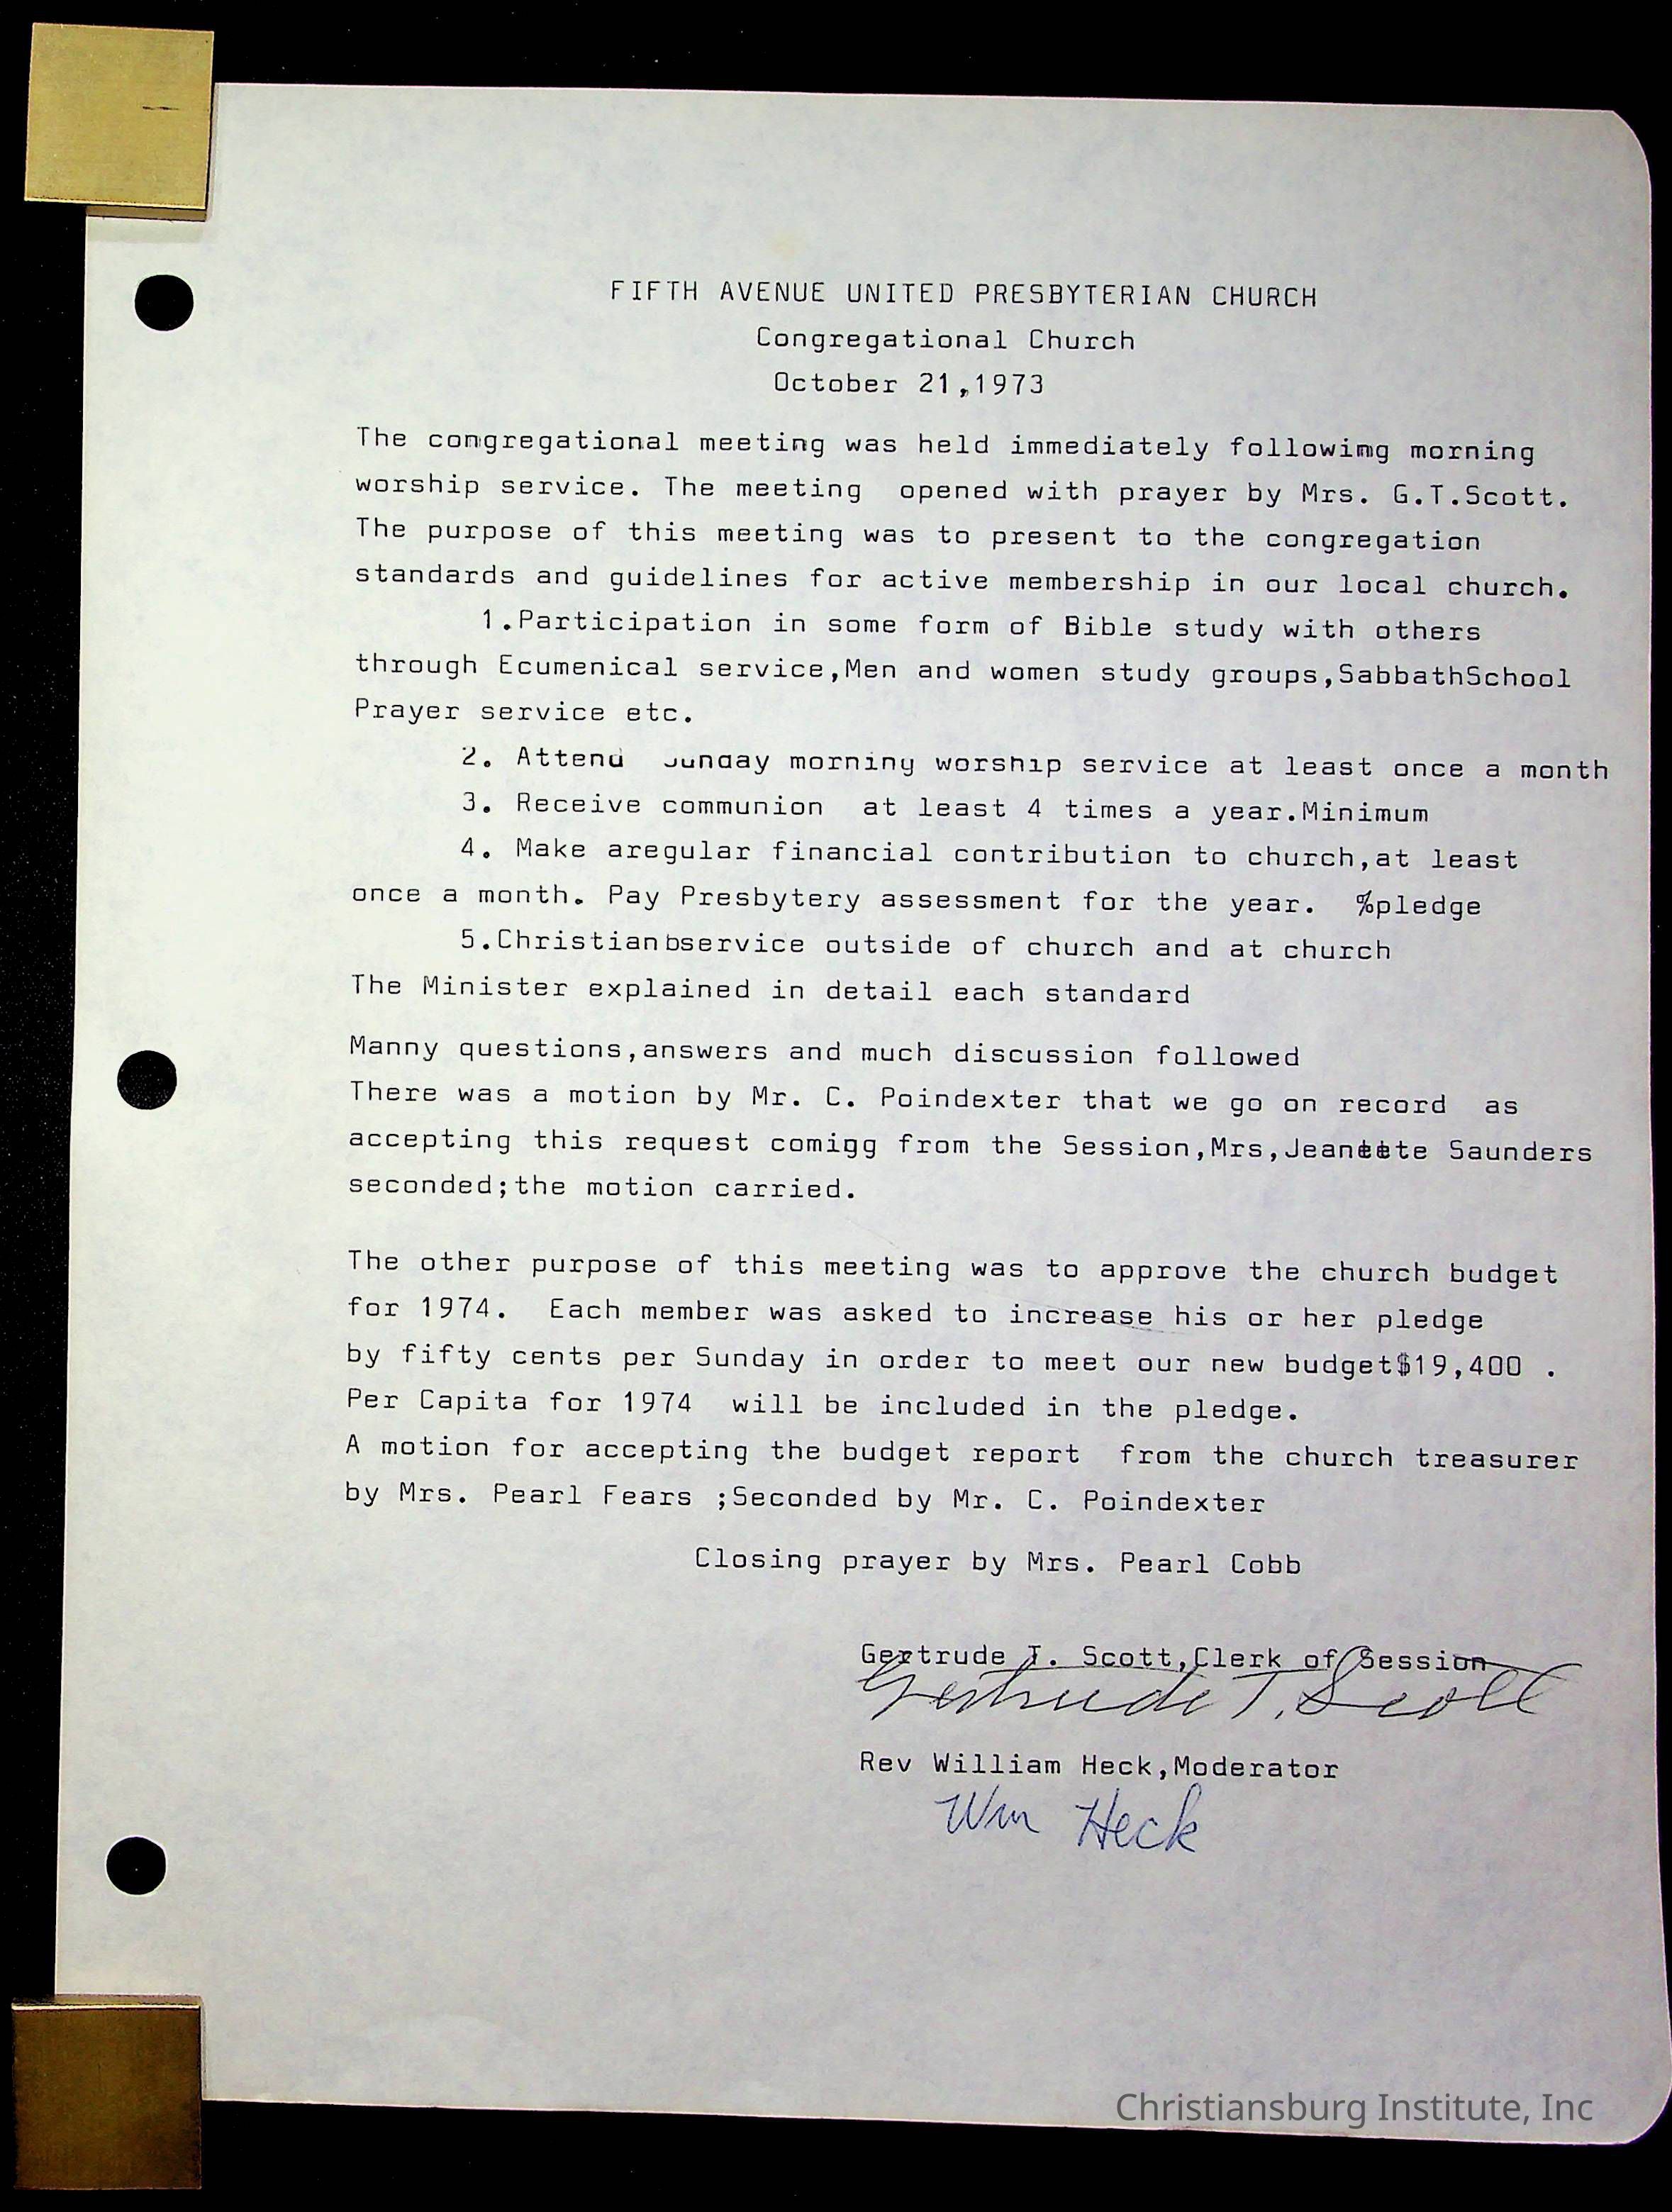 FIFTH AVENUE UNITED PRESBYTERIAN CHURCH
Congregational Church
October 21,1973
The congregational meeting was held immediately followimg morning
worship service. The meeting  opened with prayer by Mrs. G.T.Scott.
The purpose of this meeting was to present to the congregation
standards and guidelines for active membership in our local church.
1.Participation in some form of Bible study with others
through Ecumenical service,Men and women study groups,SabbathSchool
Prayer service etc.
2. Attend  Sunday morning worship service at least once a month
3. Receive communion  at least 4 times a year.Minimum
4. Make aregular financial contribution to church,at least
once a month. Pay Presbytery assessment for the year.  %pledge
5.Christianbservice outside of church and at church
The Minister explained in detail each standard
Manny questions,answers and much discussion followed
There was a motion by Mr. C. Poindexter that we go on record  as
accepting this request comigg from the Session,Mrs,Jeanette Saunders
seconded;the motion carried.
The other purpose of this meeting was to approve the church budget
for 1974.  Each member was asked to increase his or her pledge
by fifty cents per Sunday in order to meet our new budget$19,400 .
Per Capita for 1974  will be included in the pledge.
A motion for accepting the budget report  from the church treasurer
by Mrs. Pearl Fears ;Seconded by Mr. C. Poindexter
Closing prayer by Mrs. Pearl Cobb
Gertrude T. Scott,Clerk of Session
Gertrude T. Scott
Rev William Heck,Moderator
Wm Heck
Christiansburg Institute, Inc